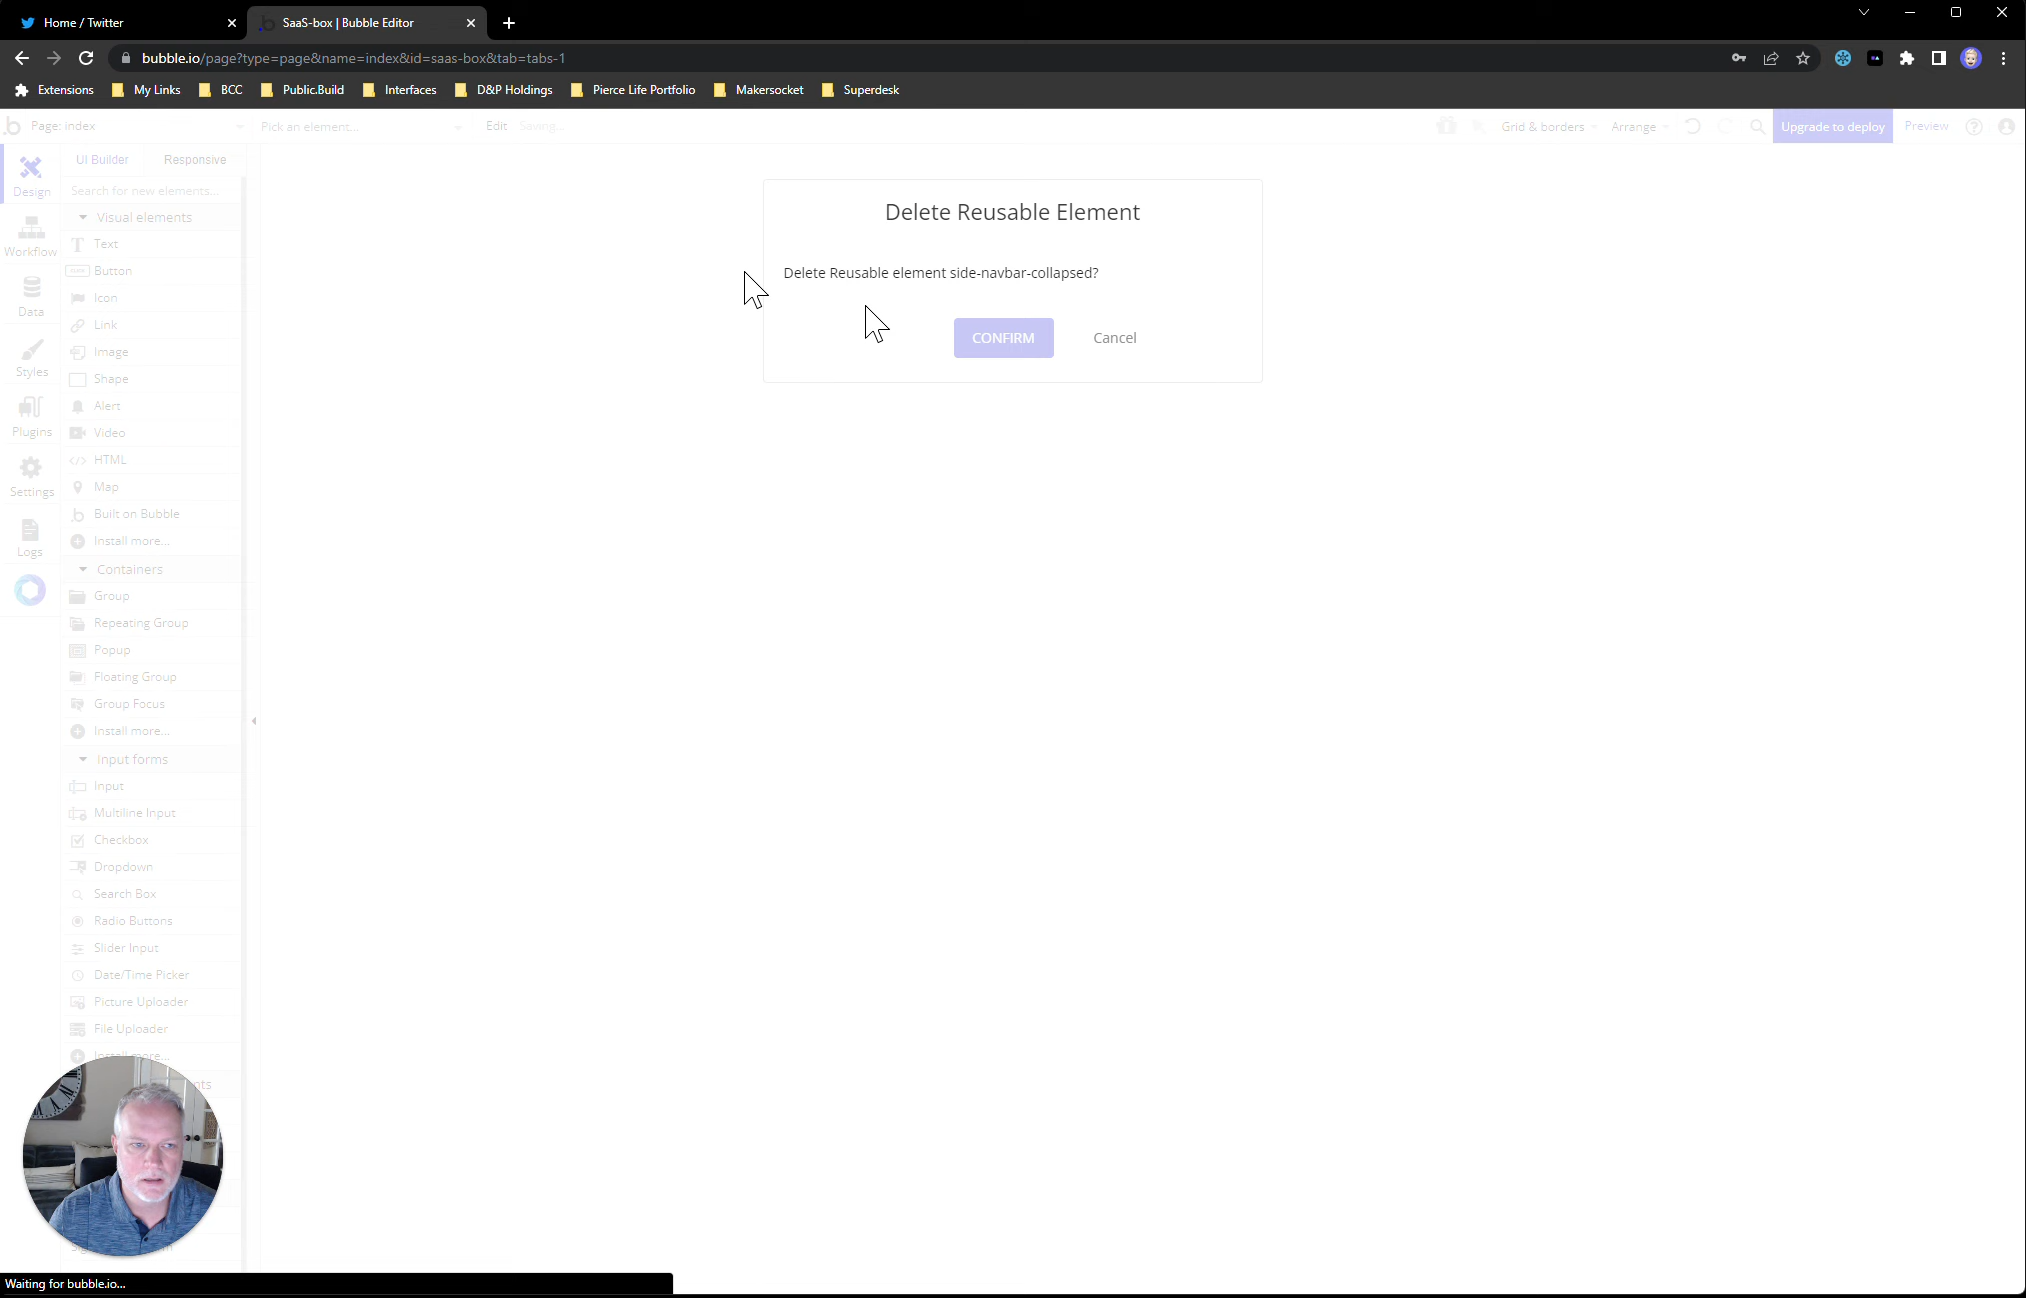 Home / Twitter
SaaS-box | Bubble Editor
bubble.io/page?type=page&name=index&id=saas-box&tab=tabs-1
Extensions
My Links
BCC
Public.Build
Interfaces
D&P Holdings
Pierce Life Portfolio
Makersocket
Superdesk
Page: index
Pick an element...
Edit
Saving...
Grid & borders
Arrange
Upgrade to deploy
Preview
UI Builder
Responsive
Design
Search for new elements...
Visual elements
Text
Workflow
Button
Icon
Data
Link
Image
Styles
Shape
Alert
Plugins
Video
HTML
Settings
Map
Built on Bubble
Install more...
Logs
Containers
Group
Repeating Group
Popup
Floating Group
Group Focus
Install more...
Input forms
Input
Multiline Input
Checkbox
Dropdown
Search Box
Radio Buttons
Slider Input
Date/Time Picker
Picture Uploader
File Uploader
Install more...
Delete Reusable Element
Delete Reusable element side-navbar-collapsed?
CONFIRM
Cancel
Waiting for bubble.io...